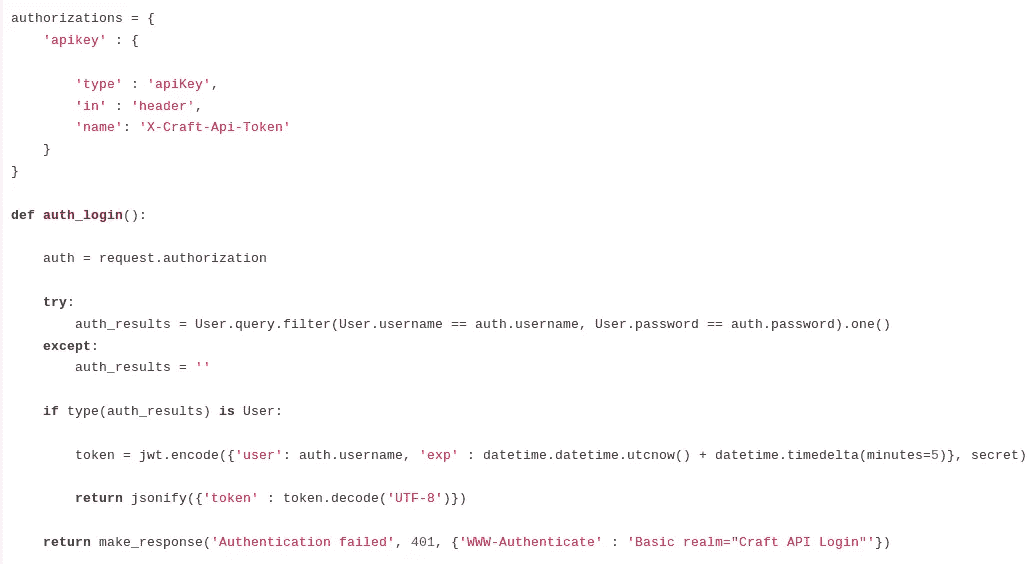 authorizations = {
    'apikey' : {

        'type' : 'apiKey',
        'in' : 'header',
        'name': 'X-Craft-Api-Token'
    }
}

def auth_login():

    auth = request.authorization

    try:
        auth_results = User.query.filter(User.username == auth.username, User.password == auth.password).one()
    except:
        auth_results = ''

    if type(auth_results) is User:

        token = jwt.encode({'user': auth.username, 'exp' : datetime.datetime.utcnow() + datetime.timedelta(minutes=5)}, secret)

        return jsonify({'token' : token.decode('UTF-8')})

    return make_response('Authentication failed', 401, {'WWW-Authenticate' : 'Basic realm="Craft API Login"'})